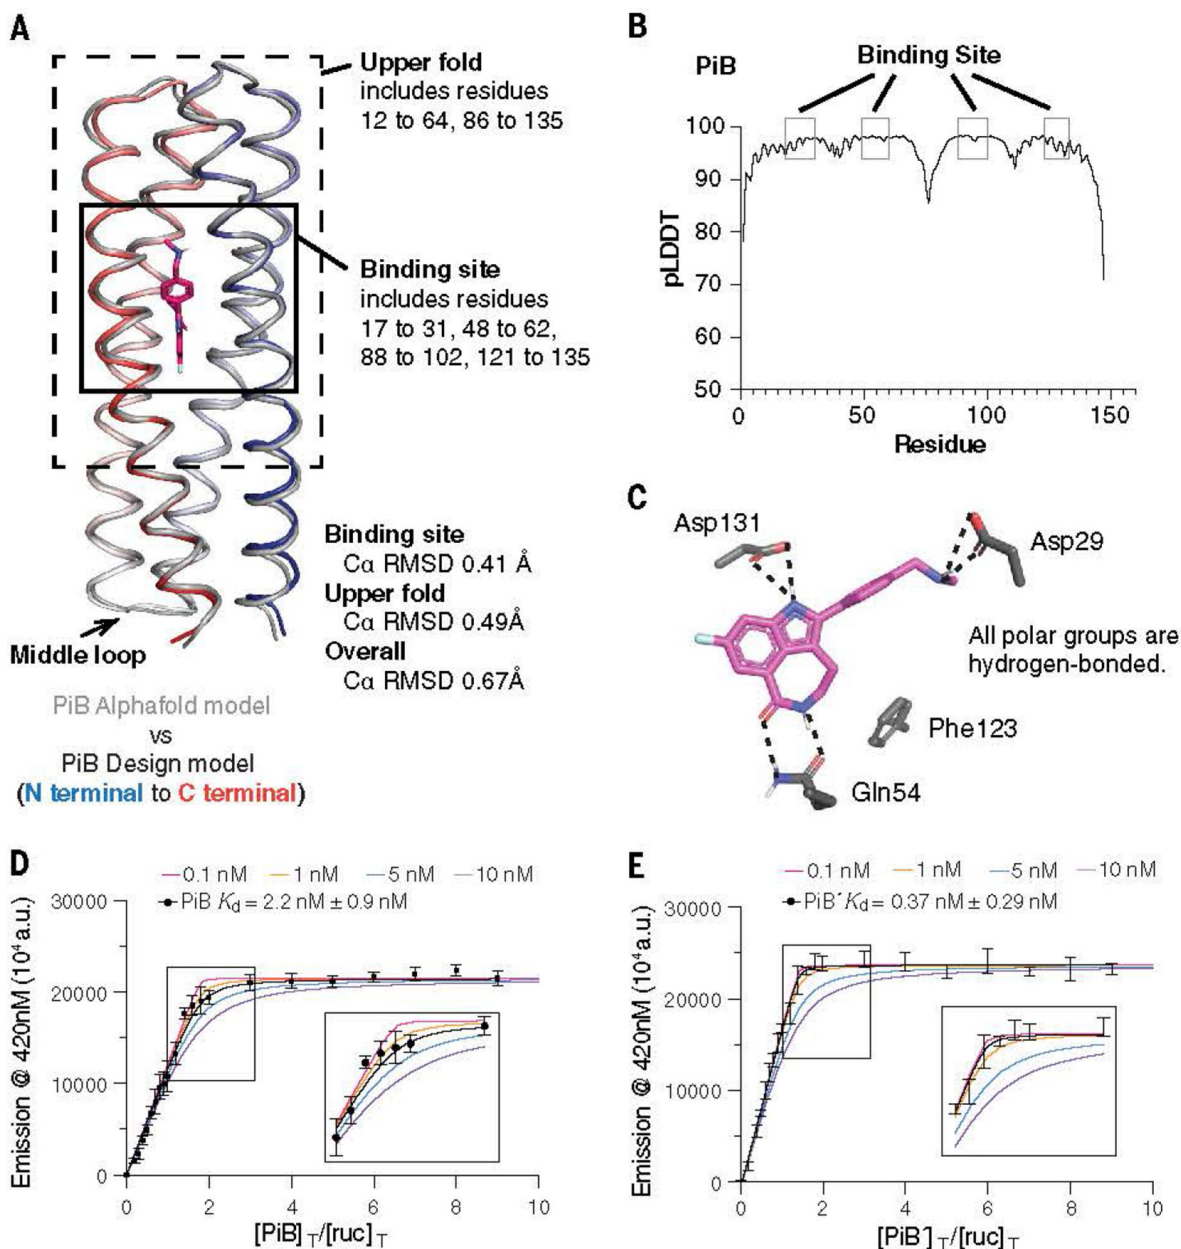 A
Upper fold
includes residues
12 to 64, 86 to 135
Binding site
includes residues
17 to 31, 48 to 62,
88 to 102, 121 to 135
Binding site
Cα RMSD 0.41 Å
Upper fold
Cα RMSD 0.49Å
Overall
Cα RMSD 0.67Å
Middle loop
PiB Alphafold model
vs
PiB Design model
(N terminal to C terminal)
B
PiB
Binding Site
100
90
80
70
60
50
pLDDT
0
50
100
150
Residue
C
Asp131
Asp29
All polar groups are
hydrogen-bonded.
Phe123
Gln54
D
0.1 nM 1 nM 5 nM 10 nM
PiB Kd = 2.2 nM ± 0.9 nM
30000
20000
10000
0
Emission @ 420nM (10⁴ a.u.)
0 2 4 6 8 10
[PiB]T/[ruc]T
E
0.1 nM 1 nM 5 nM 10 nM
PiB' Kd = 0.37 nM ± 0.29 nM
30000
20000
10000
0
Emission @ 420nM (10⁴ a.u.)
0 2 4 6 8 10
[PiB']T/[ruc]T